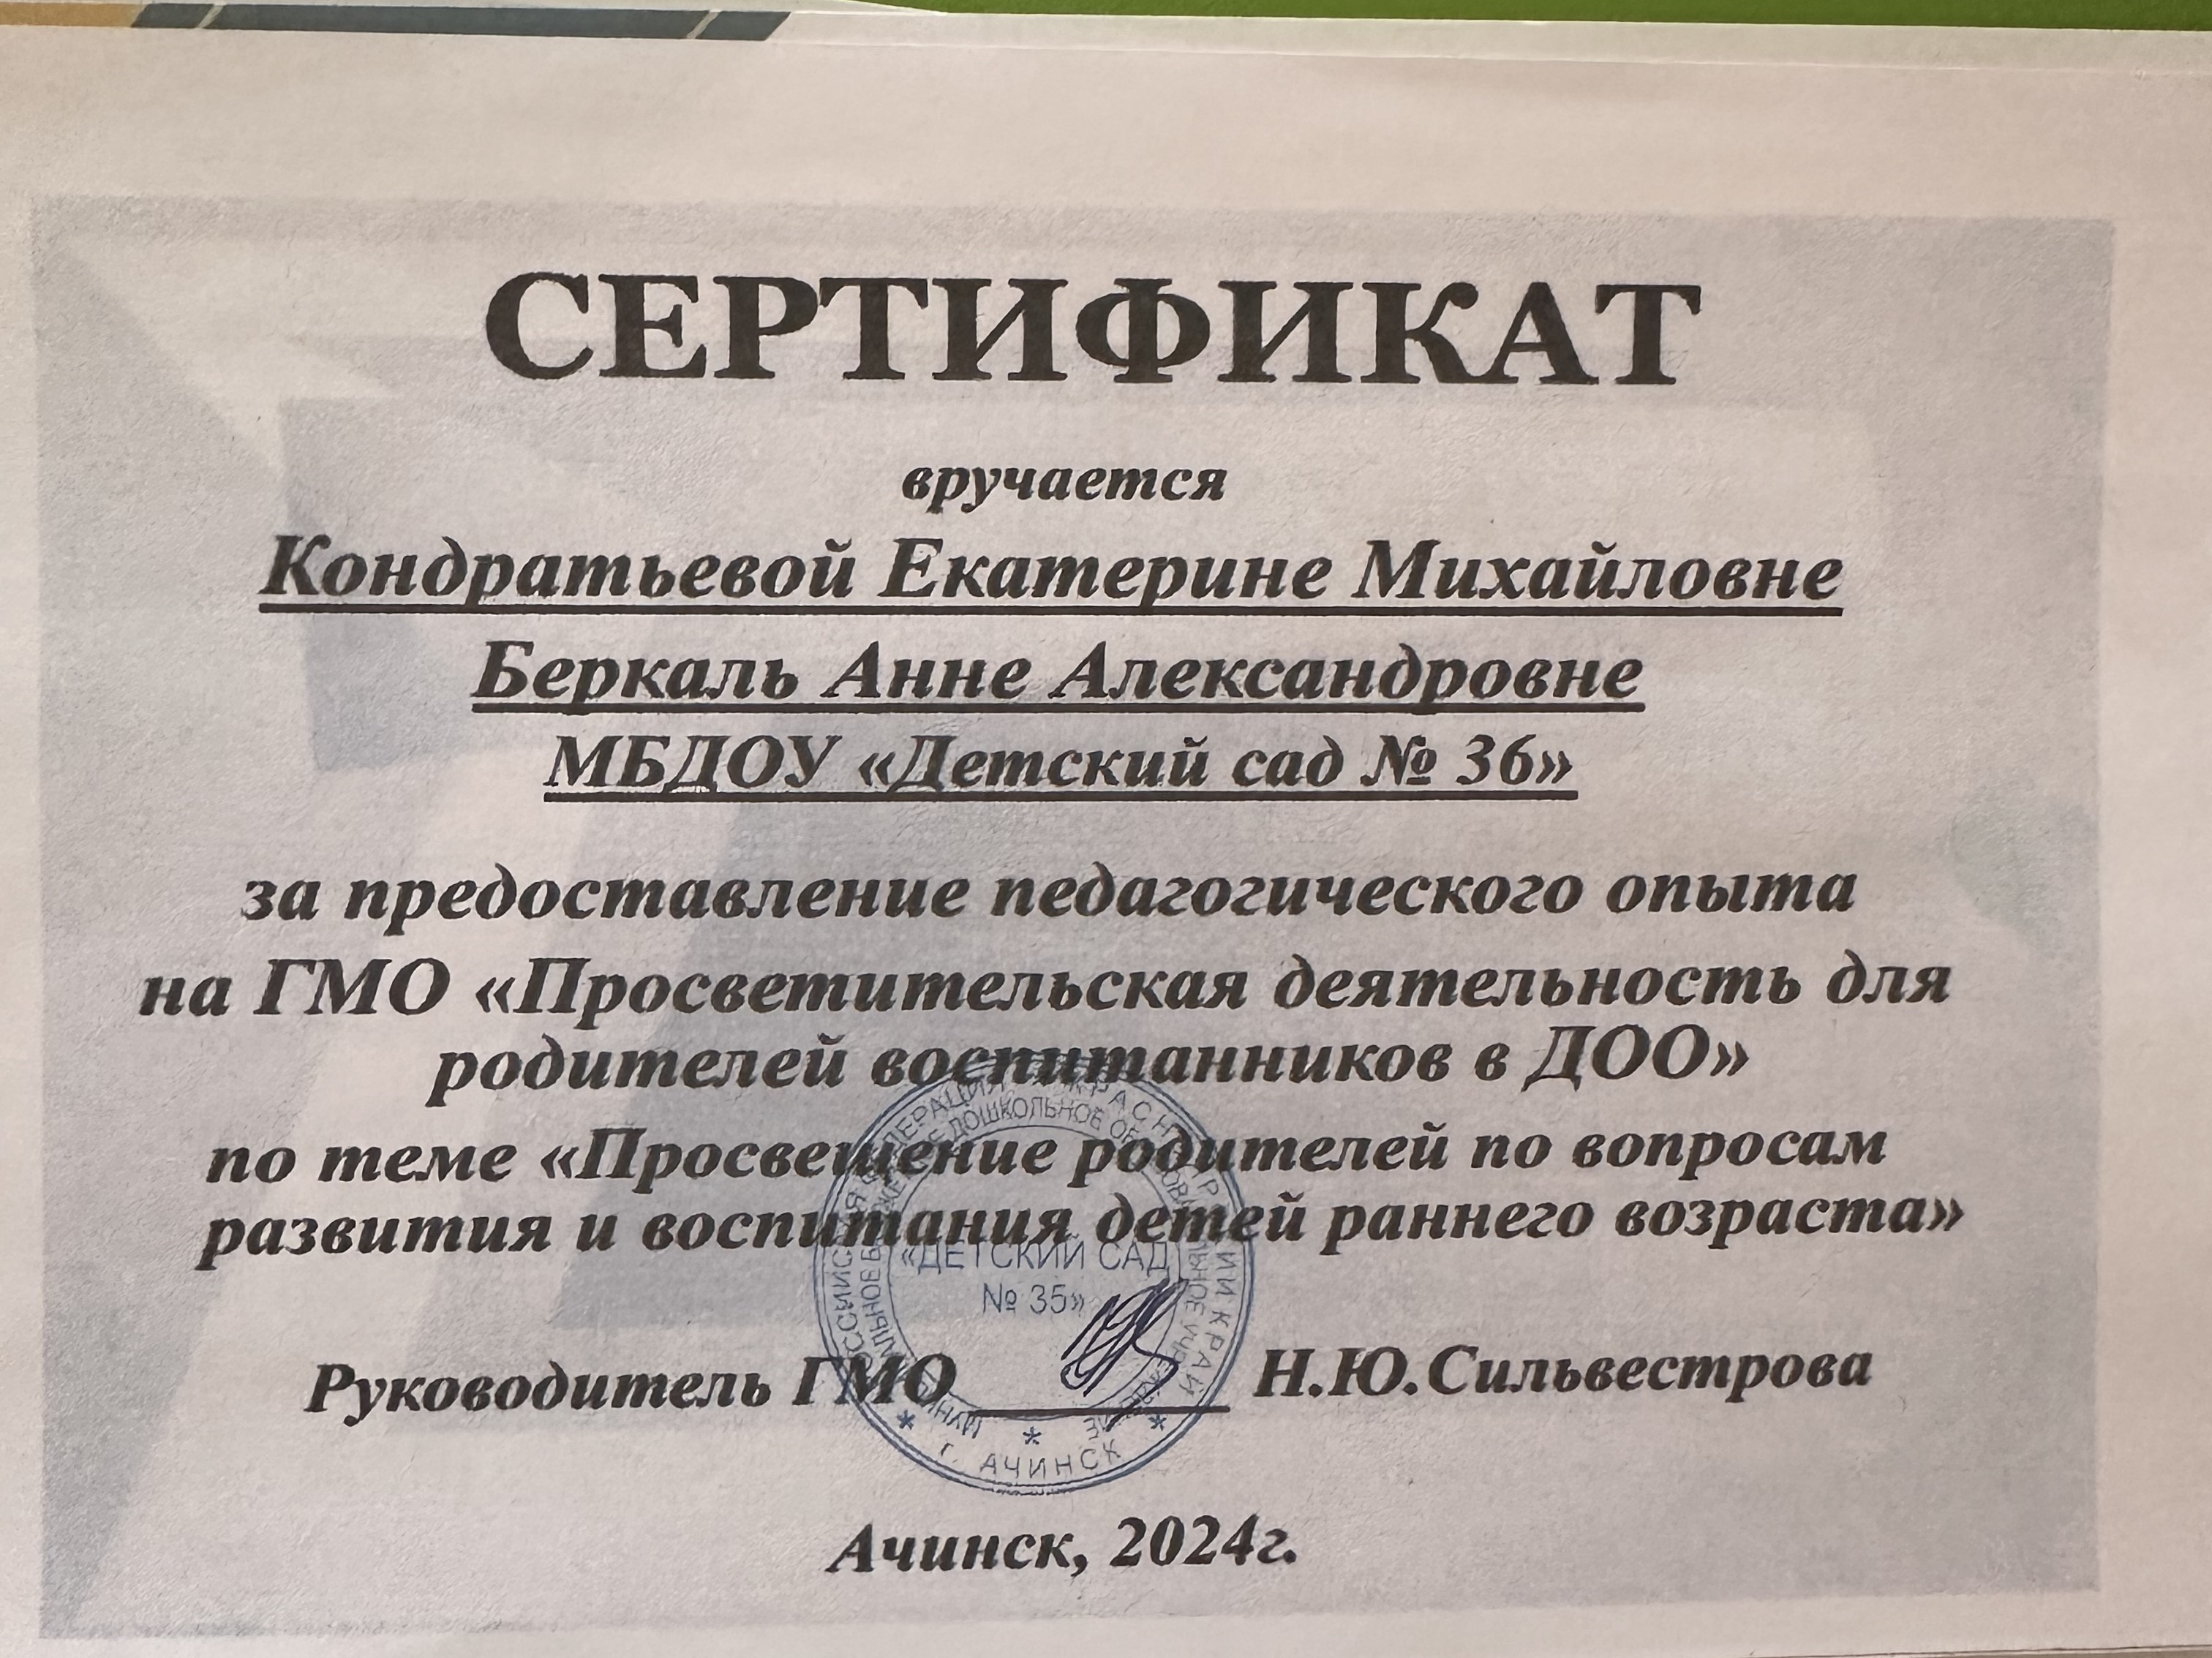 СЕРТИФИКАТ
вручается
Кондратьевой Екатерине Михайловне
Беркаль Анне Александровне
МБДОУ «Детский сад № 36»
за предоставление педагогического опыта
на ГМО «Просветительская деятельность для
родителей воспитанников в ДОО»
по теме «Просвещение родителей по вопросам
развития и воспитания детей раннего возраста»
«ДЕТСКИЙ САД
№ 35»
Руководитель ГМО Н.Ю.Сильвестрова
г. АЧИНСК
Ачинск, 2024г.